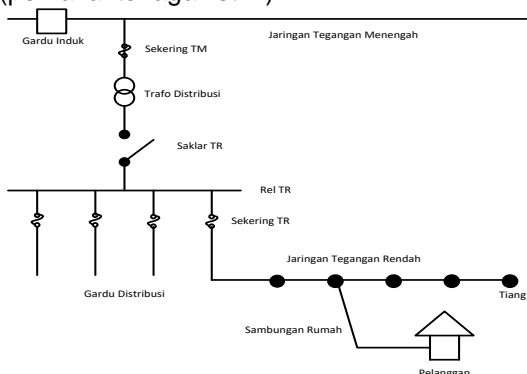 Gardu Induk
Jaringan Tegangan Menengah
Sekering TM
Trafo Distribusi
Saklar TR
Rel TR
Sekering TR
Jaringan Tegangan Rendah
Gardu Distribusi
Tiang
Sambungan Rumah
Pelanggan